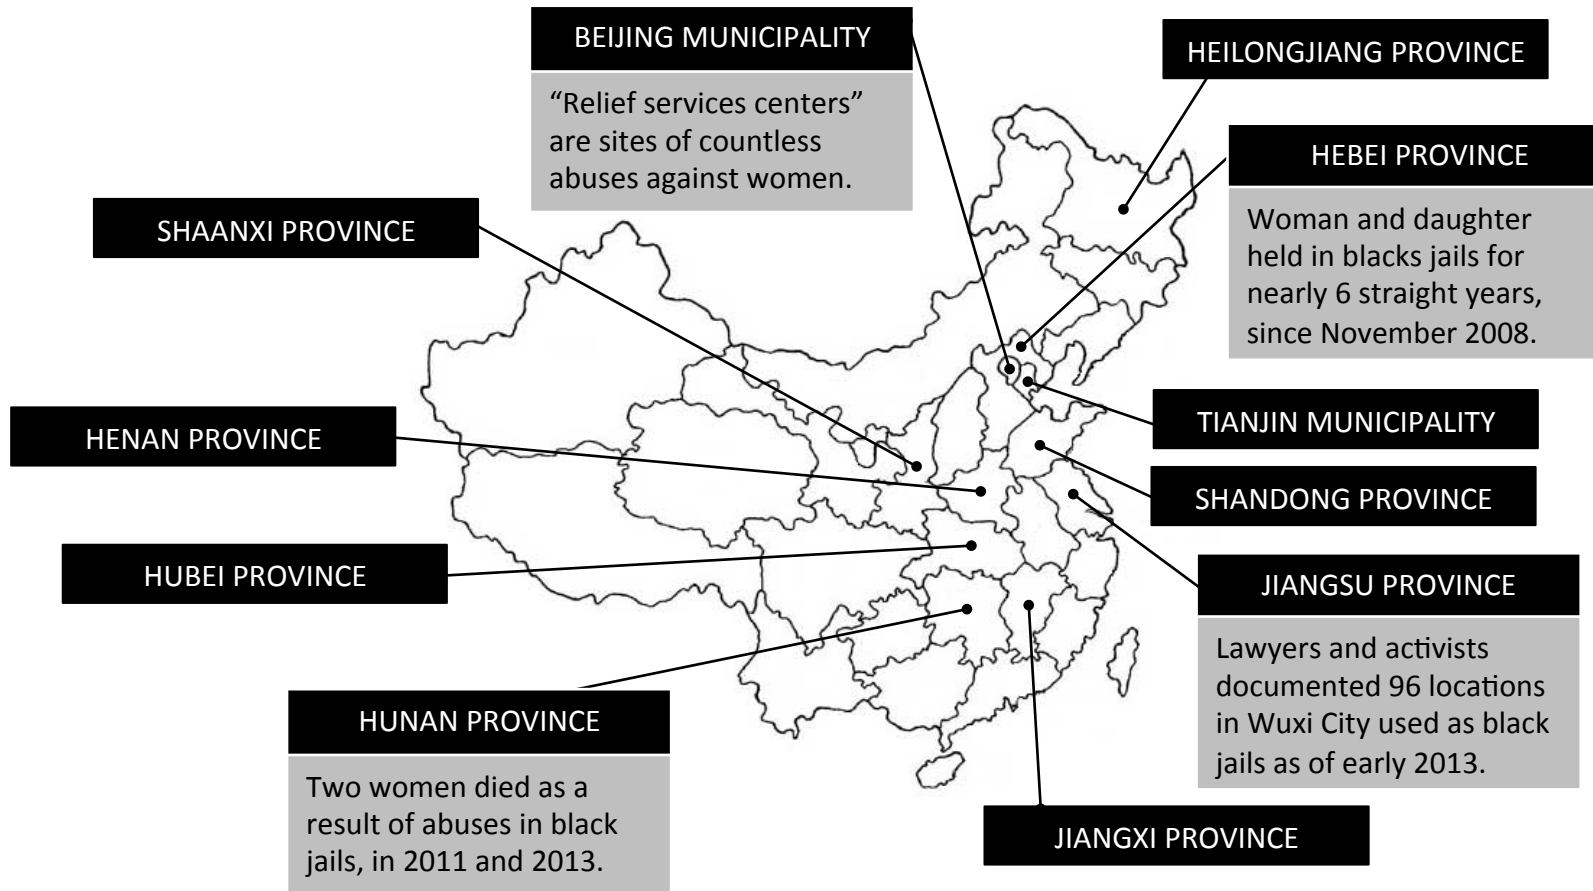 BEIJING MUNICIPALITY
“Relief services centers”
are sites of countless
abuses against women.
HEILONGJIANG PROVINCE
HEBEI PROVINCE
Woman and daughter
held in blacks jails for
nearly 6 straight years,
since November 2008.
SHAANXI PROVINCE
HENAN PROVINCE
TIANJIN MUNICIPALITY
SHANDONG PROVINCE
HUBEI PROVINCE
JIANGSU PROVINCE
Lawyers and activists
documented 96 locations
in Wuxi City used as black
jails as of early 2013.
HUNAN PROVINCE
Two women died as a
result of abuses in black
jails, in 2011 and 2013.
JIANGXI PROVINCE